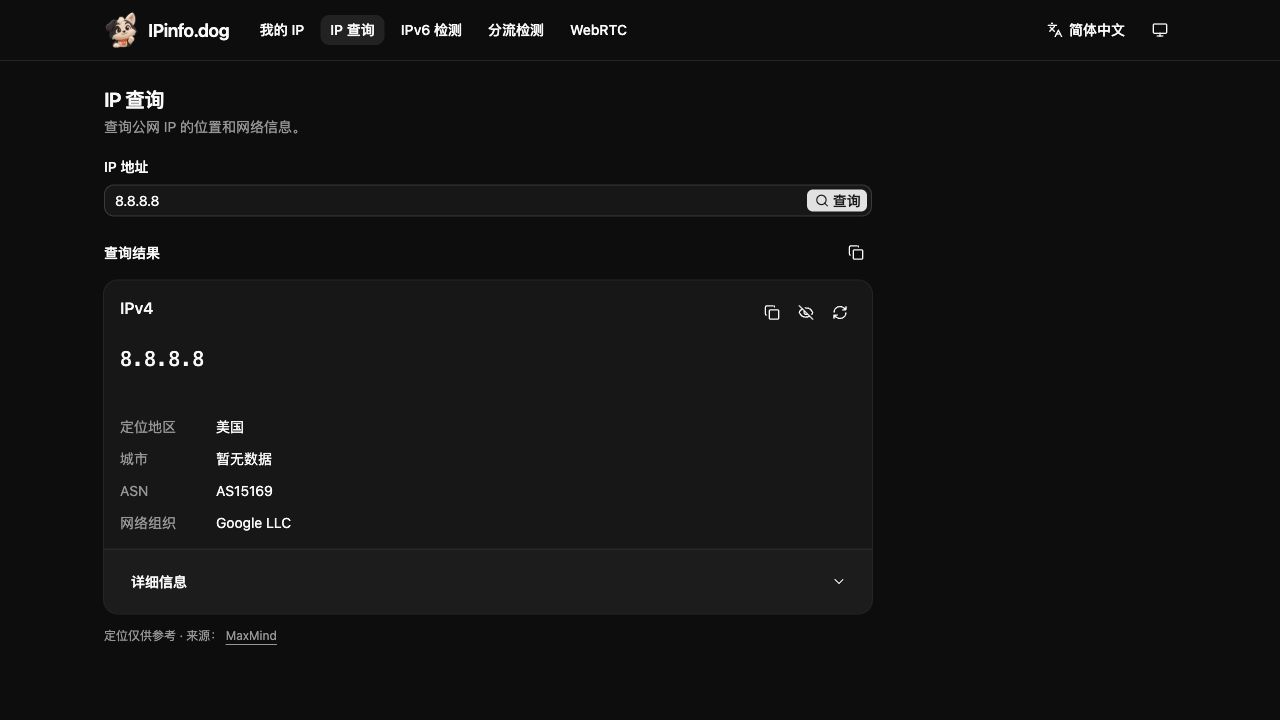 IPinfo.dog 我的 IP IP 查询 IPv6 检测 分流检测 WebRTC 简体中文
IP 查询
查询公网 IP 的位置和网络信息。
IP 地址
8.8.8.8 查询
查询结果
IPv4
8.8.8.8
定位地区 美国
城市 暂无数据
ASN AS15169
网络组织 Google LLC
详细信息
定位仅供参考 · 来源： MaxMind